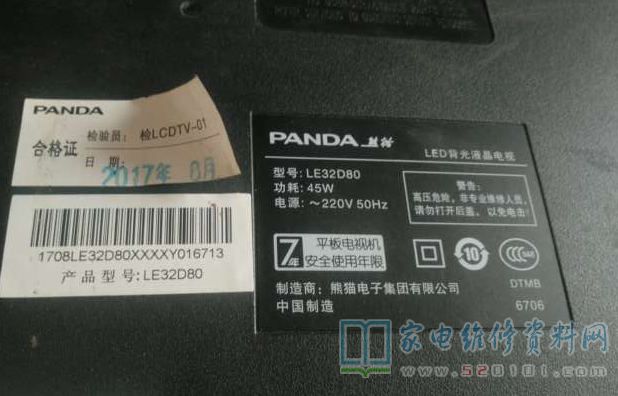 PANDA
合格证
检验员: 检LCDTV-01
日期:
2017年 8月
1708LE32D80XXXXY016713
产品型号:LE32D80
PANDA 熊猫
LED背光液晶电视
型号: LE32D80
功耗: 45W
电源: ～220V 50Hz
警告:
高压危险, 非专业维修人员,
请勿打开后盖, 以免电击!
7年
平板电视机
安全使用年限
10
CCC
DTMB
制造商: 熊猫电子集团有限公司
中国制造
6706
家电维修资料网
www.520101.com